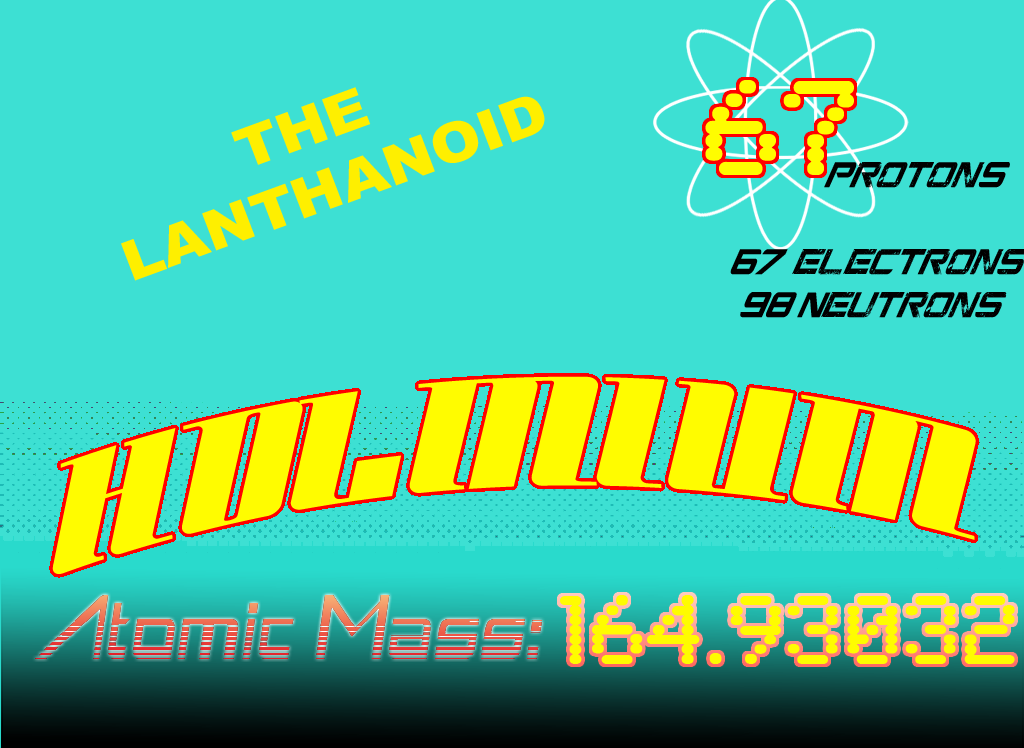 THE
LANTHANOID
67
PROTONS
67 ELECTRONS
98 NEUTRONS
HOLMIUM
Atomic Mass: 164.93032